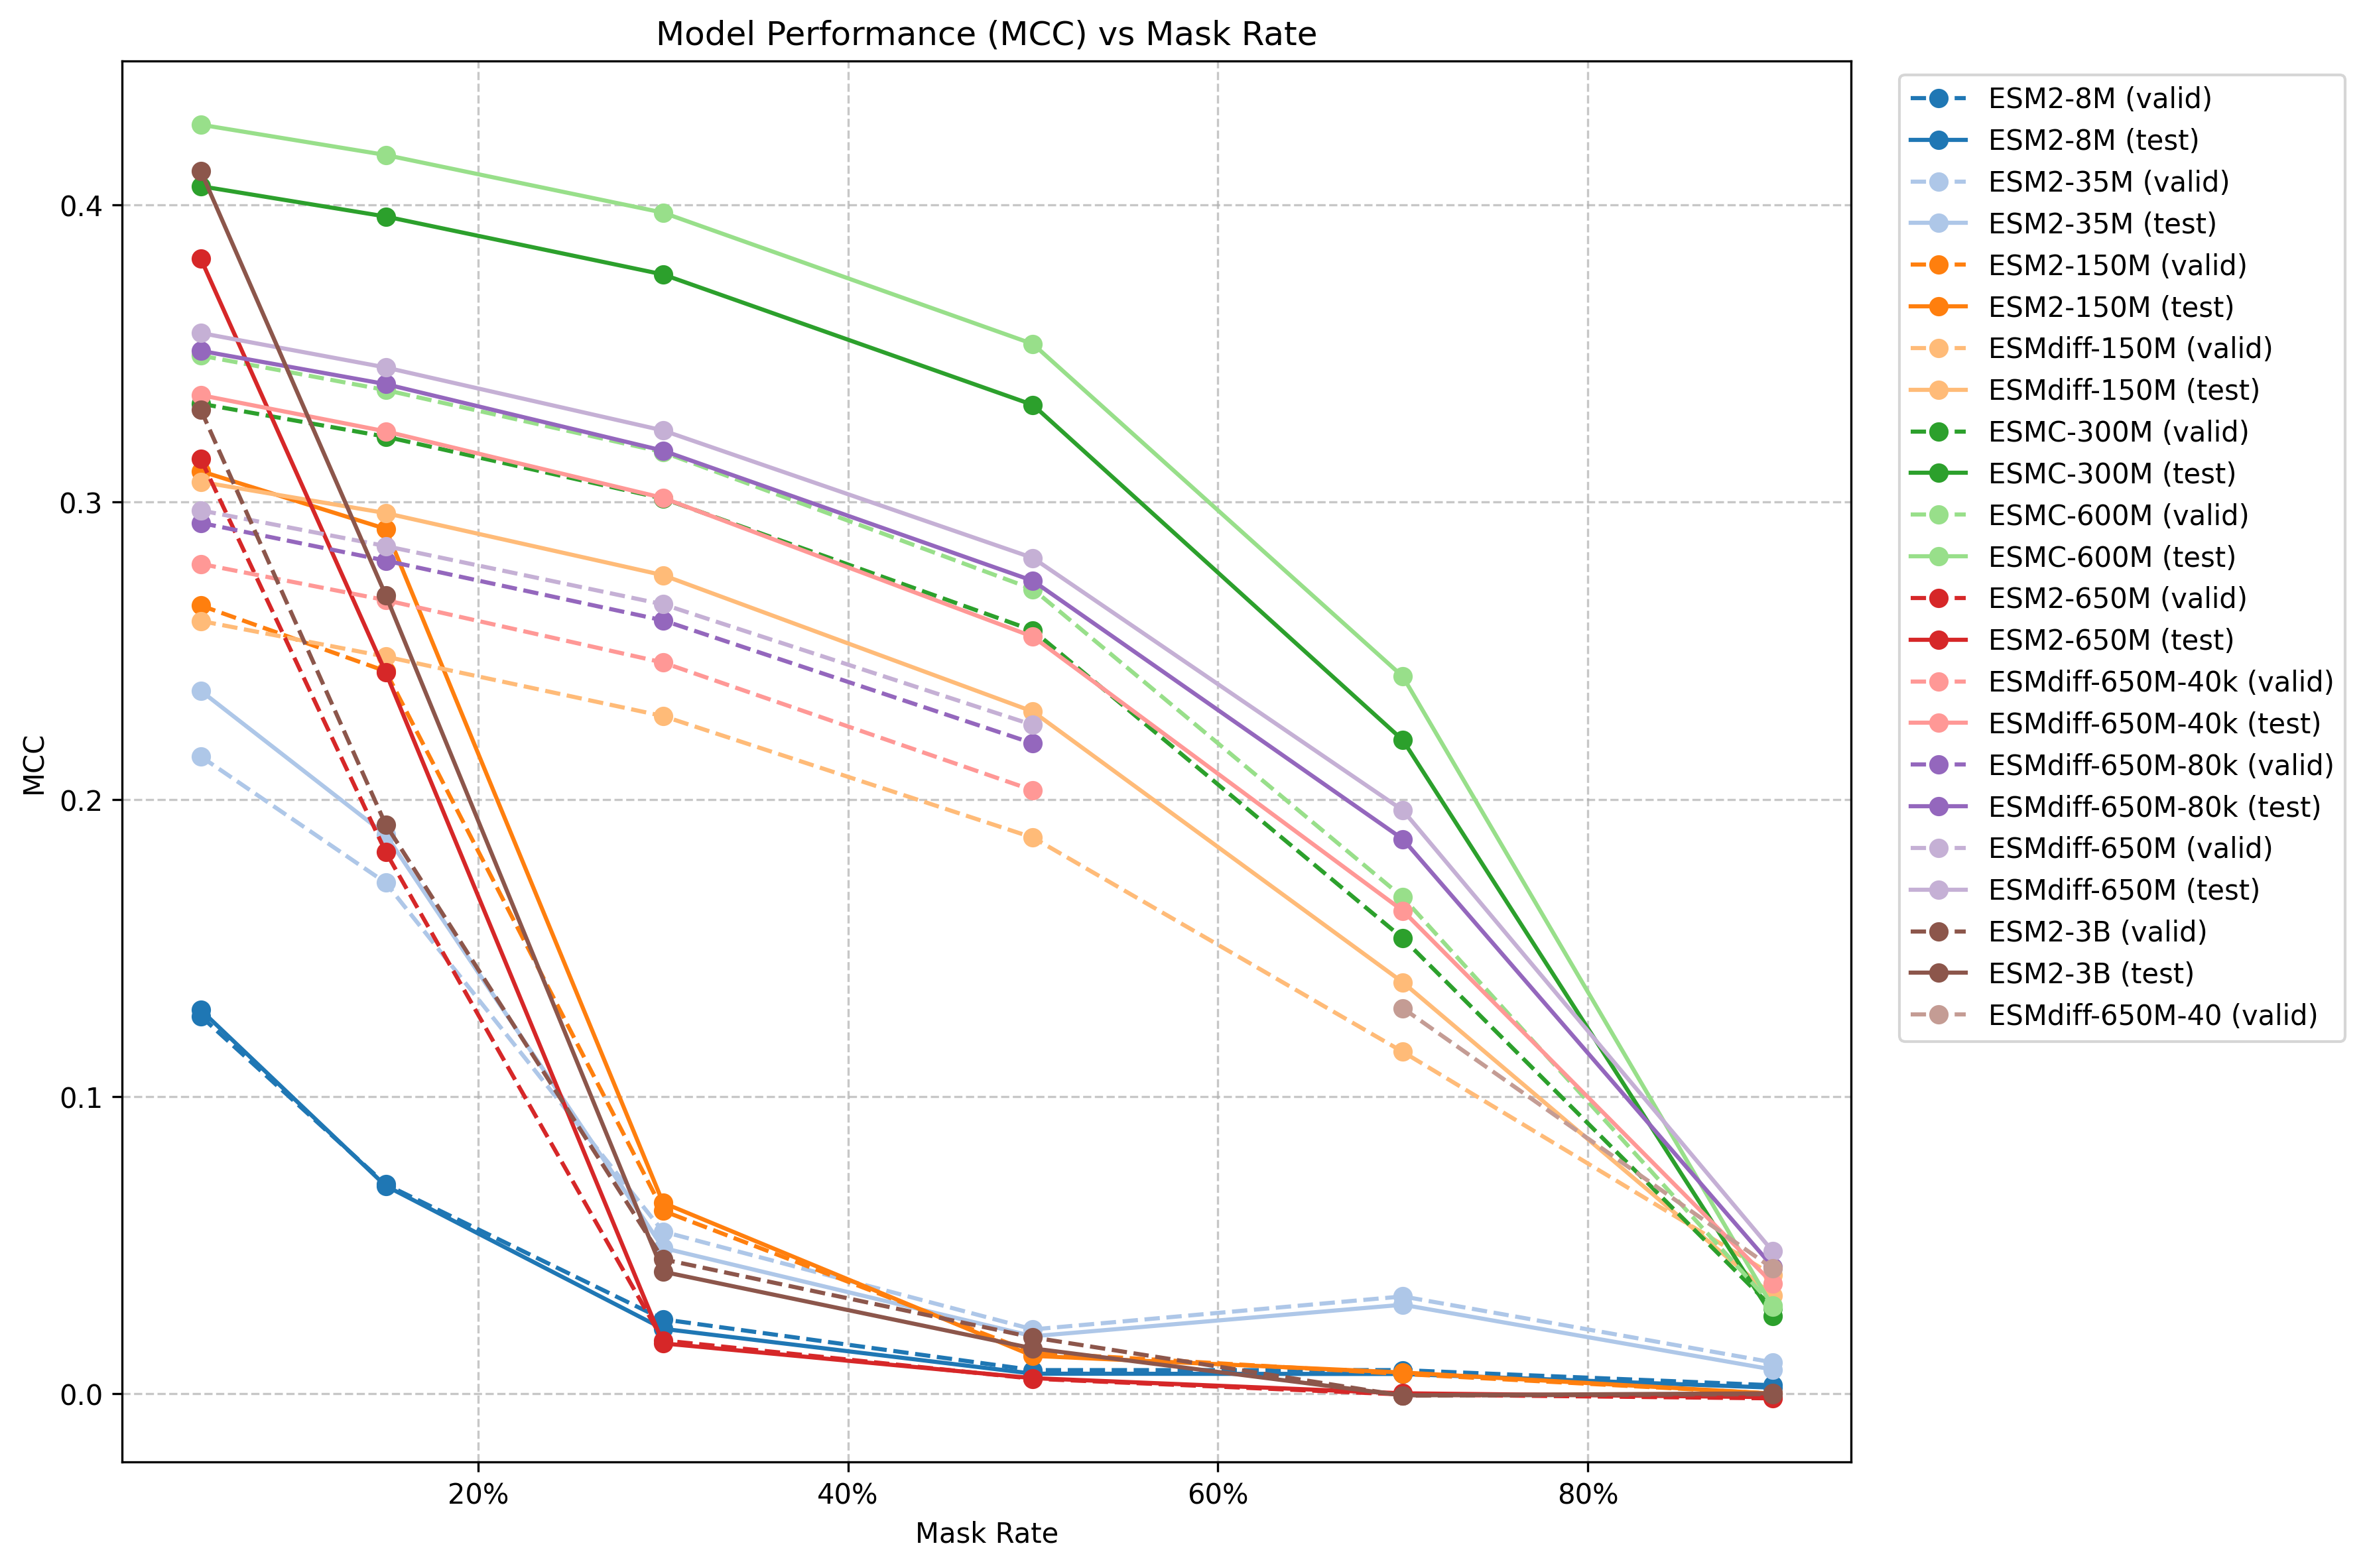 Model Performance (MCC) vs Mask Rate
MCC
0.4
0.3
0.2
0.1
0.0
20%
40%
60%
80%
Mask Rate
ESM2-8M (valid)
ESM2-8M (test)
ESM2-35M (valid)
ESM2-35M (test)
ESM2-150M (valid)
ESM2-150M (test)
ESMdiff-150M (valid)
ESMdiff-150M (test)
ESMC-300M (valid)
ESMC-300M (test)
ESMC-600M (valid)
ESMC-600M (test)
ESM2-650M (valid)
ESM2-650M (test)
ESMdiff-650M-40k (valid)
ESMdiff-650M-40k (test)
ESMdiff-650M-80k (valid)
ESMdiff-650M-80k (test)
ESMdiff-650M (valid)
ESMdiff-650M (test)
ESM2-3B (valid)
ESM2-3B (test)
ESMdiff-650M-40 (valid)